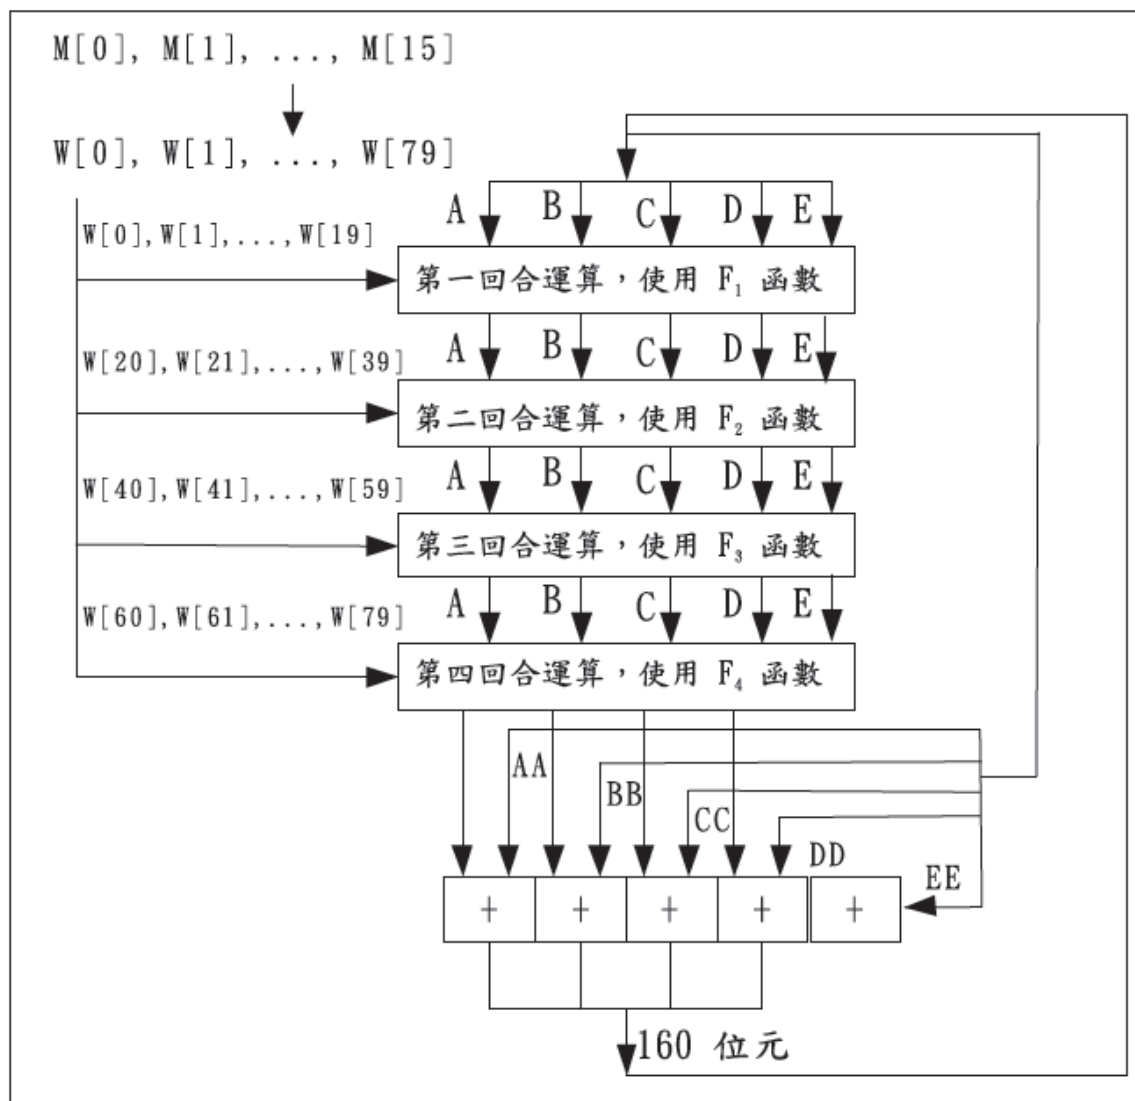 M[0], M[1], ..., M[15]
W[0], W[1], ..., W[79]
A B C D E
W[0],W[1],...,W[19]
第一回合運算，使用 F₁ 函數
A B C D E
W[20],W[21],...,W[39]
第二回合運算，使用 F₂ 函數
A B C D E
W[40],W[41],...,W[59]
第三回合運算，使用 F₃ 函數
A B C D E
W[60],W[61],...,W[79]
第四回合運算，使用 F₄ 函數
AA
BB
CC
DD
EE
+ + + + +
160 位元